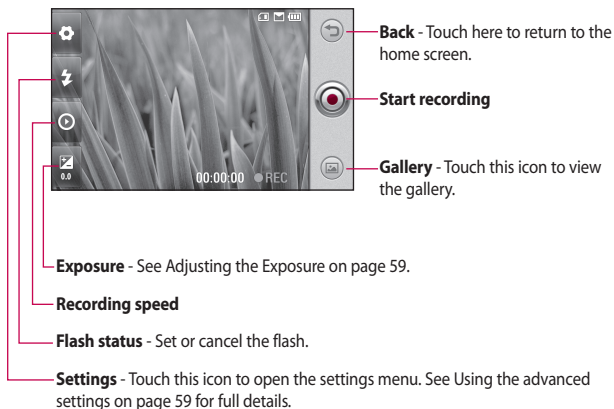 Back - Touch here to return to the
home screen.
Start recording
Gallery - Touch this icon to view
the gallery.
0.0
00:00:00 REC
Exposure - See Adjusting the Exposure on page 59.
Recording speed
Flash status - Set or cancel the flash.
Settings - Touch this icon to open the settings menu. See Using the advanced
settings on page 59 for full details.